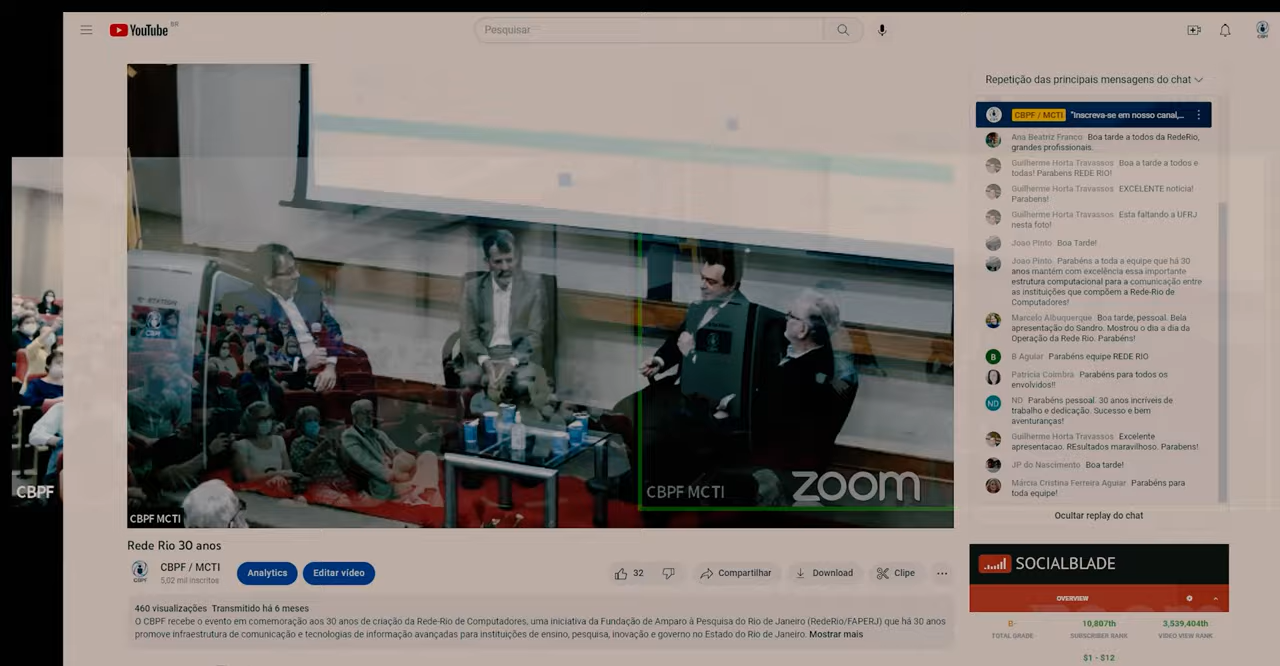 YouTube BR
Pesquisar
CBPF
Repetição das principais mensagens do chat
CBPF / MCTI "Inscreva-se em nosso canal,...
Ana Beatriz Franco Boa tarde a todos da RedeRio,
grandes profissionais.
Guilherme Horta Travassos Boa a tarde a todos e
todas! Parabens REDE RIO!
Guilherme Horta Travassos EXCELENTE noticia!
Parabens!
Guilherme Horta Travassos Esta faltando a UFRJ
nesta foto!
Joao Pinto Boa Tarde!
Joao Pinto Parabéns a toda a equipe que há 30
anos mantém com excelência essa importante
estrutura computacional para a comunicação entre
as instituições que compõem a Rede-Rio de
Computadores!
Marcelo Albuquerque Boa tarde, pessoal. Bela
apresentação do Sandro. Mostrou o dia a dia da
Operação da Rede Rio. Parabéns!
B
B Aguiar Parabéns equipe REDE RIO
Patricia Coimbra Parabéns para todos os
envolvidos!!
ND
ND Parabéns pessoal. 30 anos incríveis de
trabalho e dedicação. Sucesso e bem
aventuranças!
Guilherme Horta Travassos Excelente
apresentacao. REsultados maravilhoso. Parabens!
JP do Nascimento Boa tarde!
Márcia Cristina Ferreira Aguiar Parabéns para
toda equipe!
Ocultar replay do chat
CBPF
CBPF
CBPF MCTI
zoom
CBPF MCTI
Rede Rio 30 anos
CBPF / MCTI
5,02 mil inscritos
CBPF
Analytics
Editar vídeo
32
Compartilhar
Download
Clipe
460 visualizações Transmitido há 6 meses
O CBPF recebe o evento em comemoração aos 30 anos de criação da Rede-Rio de Computadores, uma iniciativa da Fundação de Amparo à Pesquisa do Rio de Janeiro (RedeRio/FAPERJ) que há 30 anos
promove infraestrutura de comunicação e tecnologias de informação avançadas para instituições de ensino, pesquisa, inovação e governo no Estado do Rio de Janeiro. Mostrar mais
SOCIALBLADE
OVERVIEW
B- 10,807th 3,539,404th
TOTAL GRADE SUBSCRIBER RANK VIDEO VIEW RANK
$1 - $12